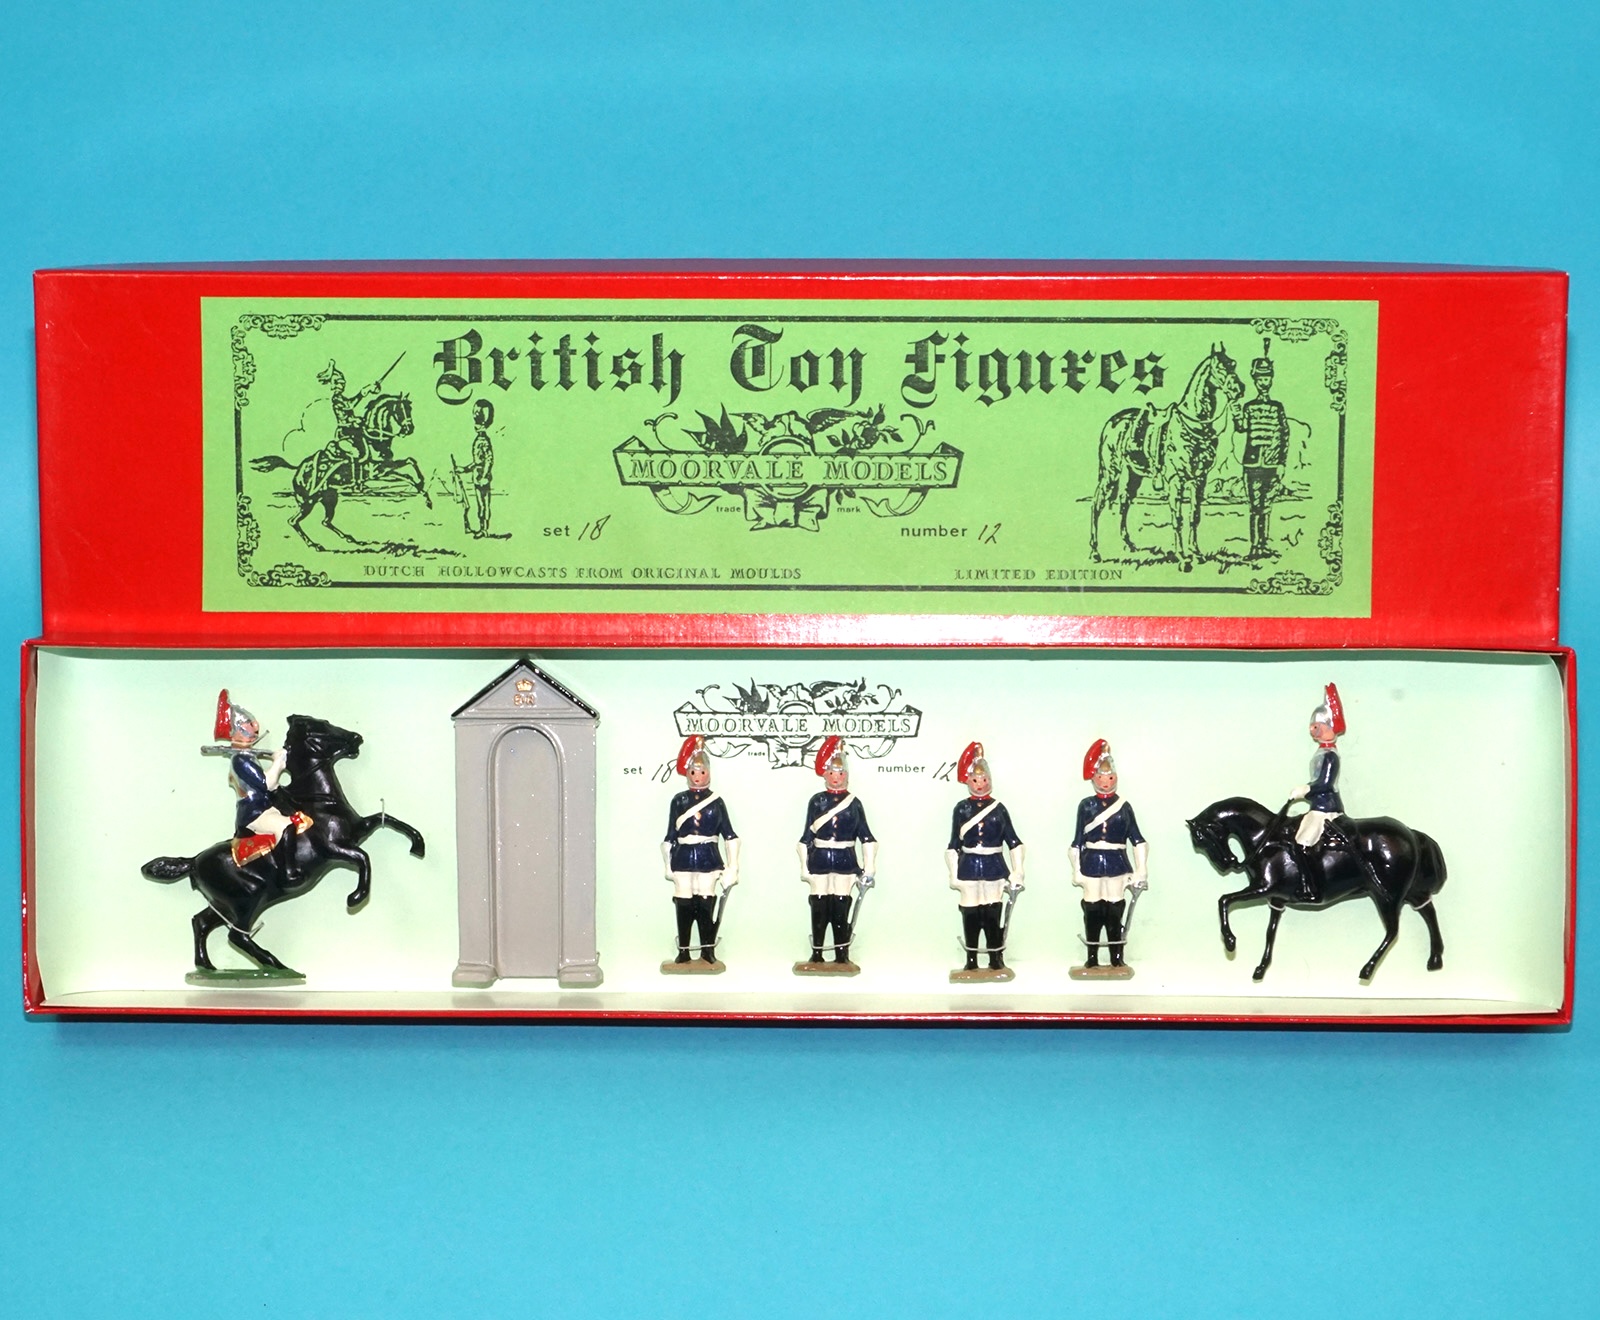 British Toy Figures
MOORVALE MODELS
trade mark
set 18 number 12
DUTCH HOLLOWCASTS FROM ORIGINAL MOULDS LIMITED EDITION
MOORVALE MODELS
trade
set 18 number 12